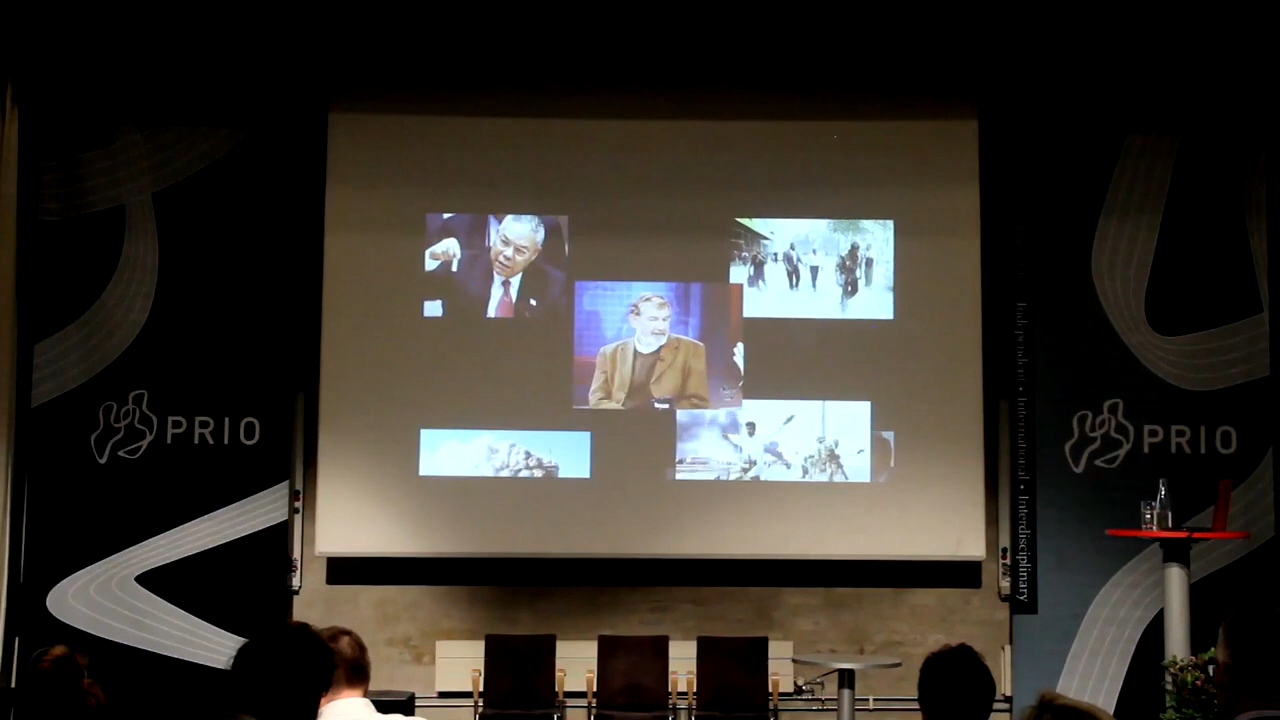 PRIO
Independent • International • Interdisciplinary
PRIO